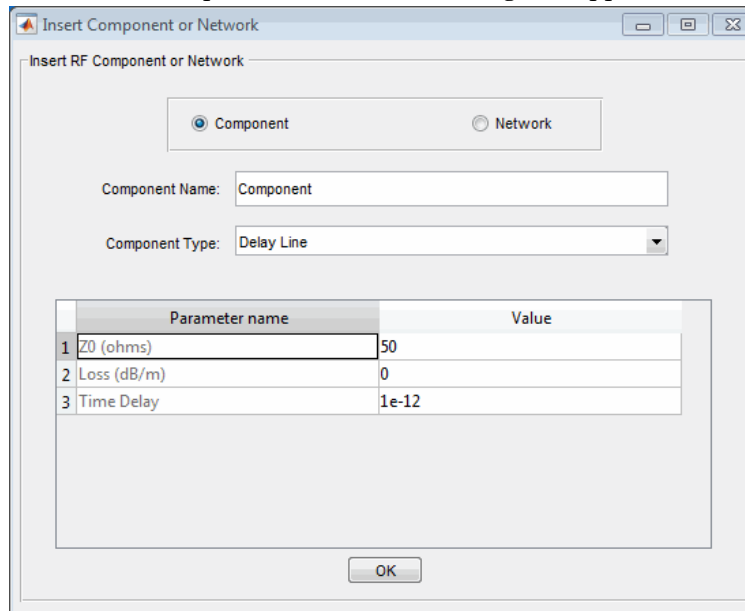 Insert Component or Network
Insert RF Component or Network
Component Network
Component Name: Component
Component Type: Delay Line
Parameter name Value
1 Z0 (ohms) 50
2 Loss (dB/m) 0
3 Time Delay 1e-12
OK